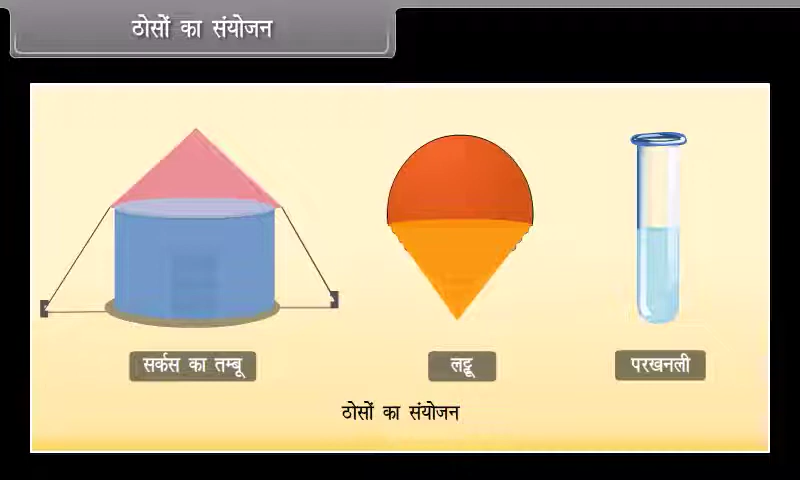 ठोसों का संयोजन
सर्कस का तम्बू
लट्टू
परखनली
ठोसों का संयोजन